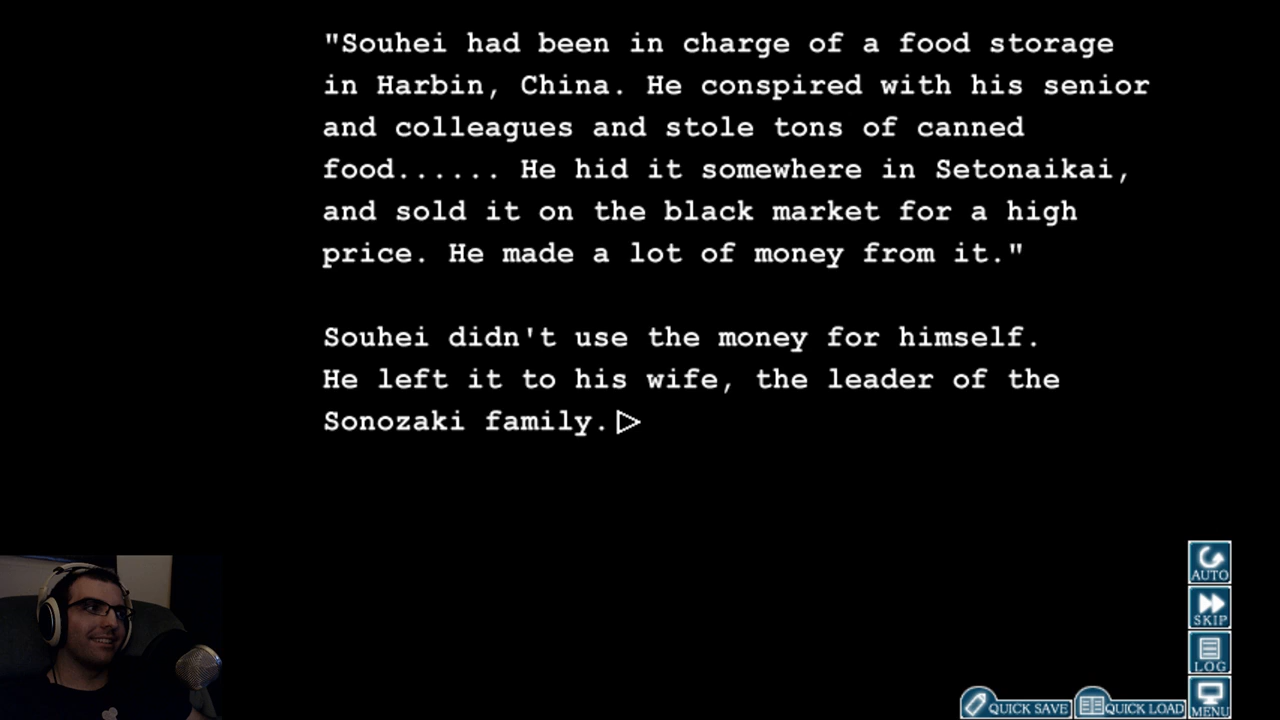 "Souhei had been in charge of a food storage
in Harbin, China. He conspired with his senior
and colleagues and stole tons of canned
food...... He hid it somewhere in Setonaikai,
and sold it on the black market for a high
price. He made a lot of money from it."
Souhei didn't use the money for himself.
He left it to his wife, the leader of the
Sonozaki family.
AUTO
SKIP
LOG
MENU
QUICK SAVE
QUICK LOAD